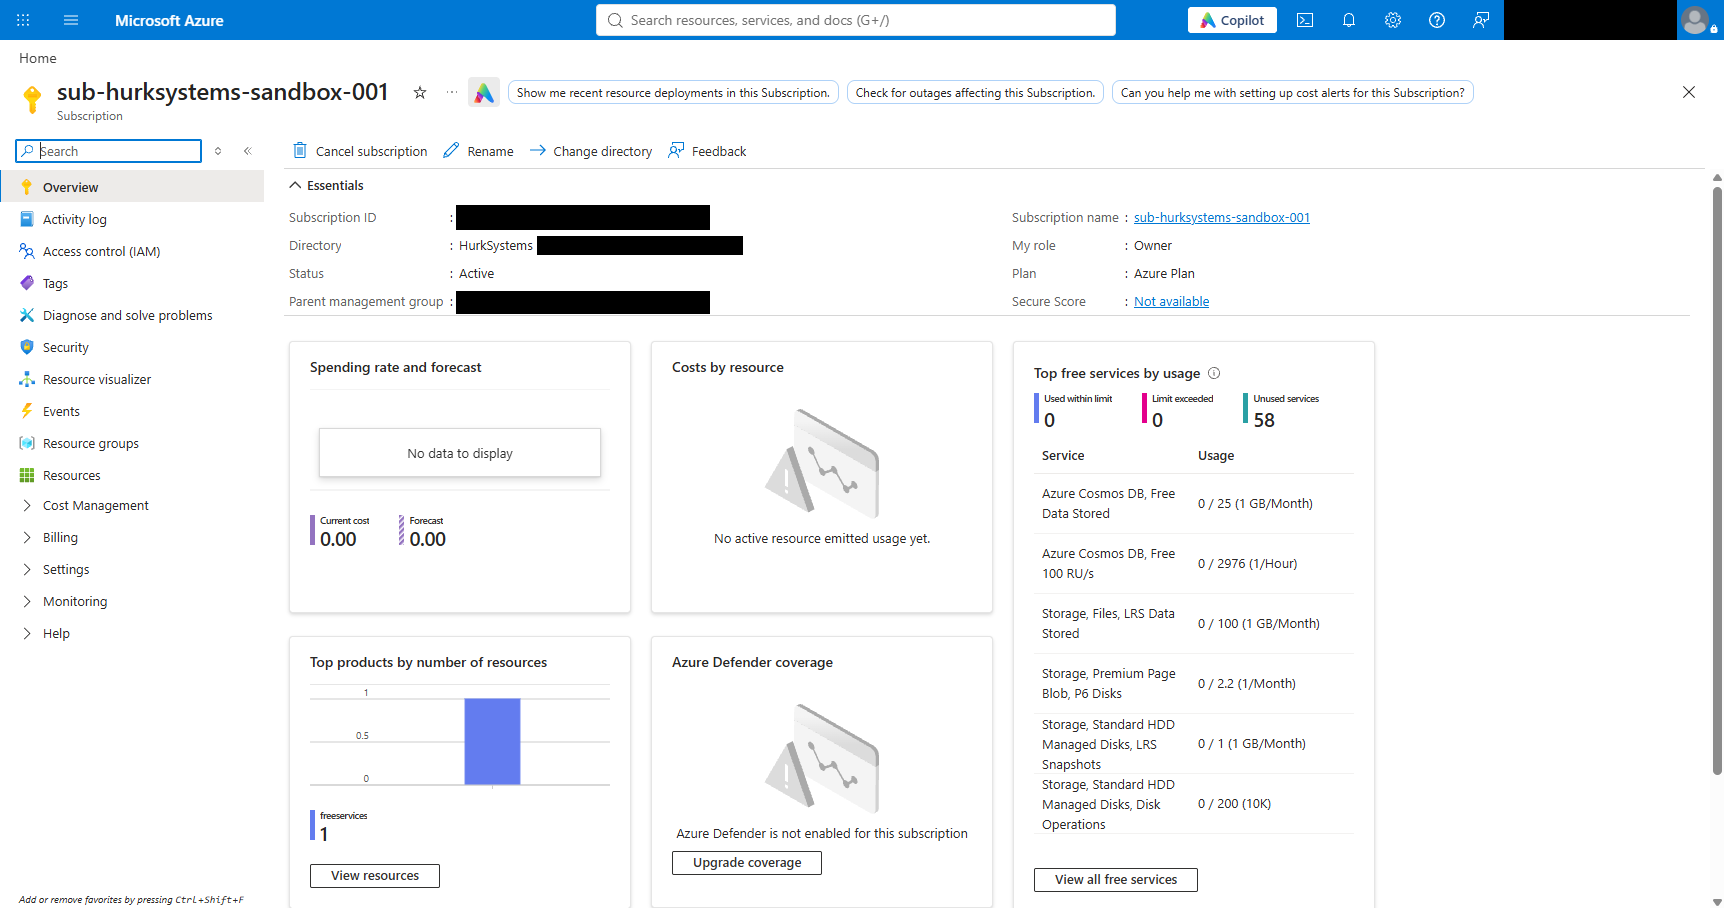 Microsoft Azure
Search resources, services, and docs (G+/)
Copilot
Home
sub-hurksystems-sandbox-001
Show me recent resource deployments in this Subscription.
Check for outages affecting this Subscription.
Can you help me with setting up cost alerts for this Subscription?
Subscription
Search
Cancel subscription
Rename
Change directory
Feedback
Overview
Activity log
Access control (IAM)
Tags
Diagnose and solve problems
Security
Resource visualizer
Events
Resource groups
Resources
Cost Management
Billing
Settings
Monitoring
Help
Add or remove favorites by pressing Ctrl+Shift+F
Essentials
Subscription ID :
Directory : HurkSystems
Status : Active
Parent management group :
Subscription name : sub-hurksystems-sandbox-001
My role : Owner
Plan : Azure Plan
Secure Score : Not available
Spending rate and forecast
No data to display
Current cost
0.00
Forecast
0.00
Costs by resource
No active resource emitted usage yet.
Top free services by usage
Used within limit
0
Limit exceeded
0
Unused services
58
Service Usage
Azure Cosmos DB, Free
Data Stored
0 / 25 (1 GB/Month)
Azure Cosmos DB, Free
100 RU/s
0 / 2976 (1/Hour)
Storage, Files, LRS Data
Stored
0 / 100 (1 GB/Month)
Storage, Premium Page
Blob, P6 Disks
0 / 2.2 (1/Month)
Storage, Standard HDD
Managed Disks, LRS
Snapshots
0 / 1 (1 GB/Month)
Storage, Standard HDD
Managed Disks, Disk
Operations
0 / 200 (10K)
View all free services
Top products by number of resources
1
0.5
0
freeservices
1
View resources
Azure Defender coverage
Azure Defender is not enabled for this subscription
Upgrade coverage